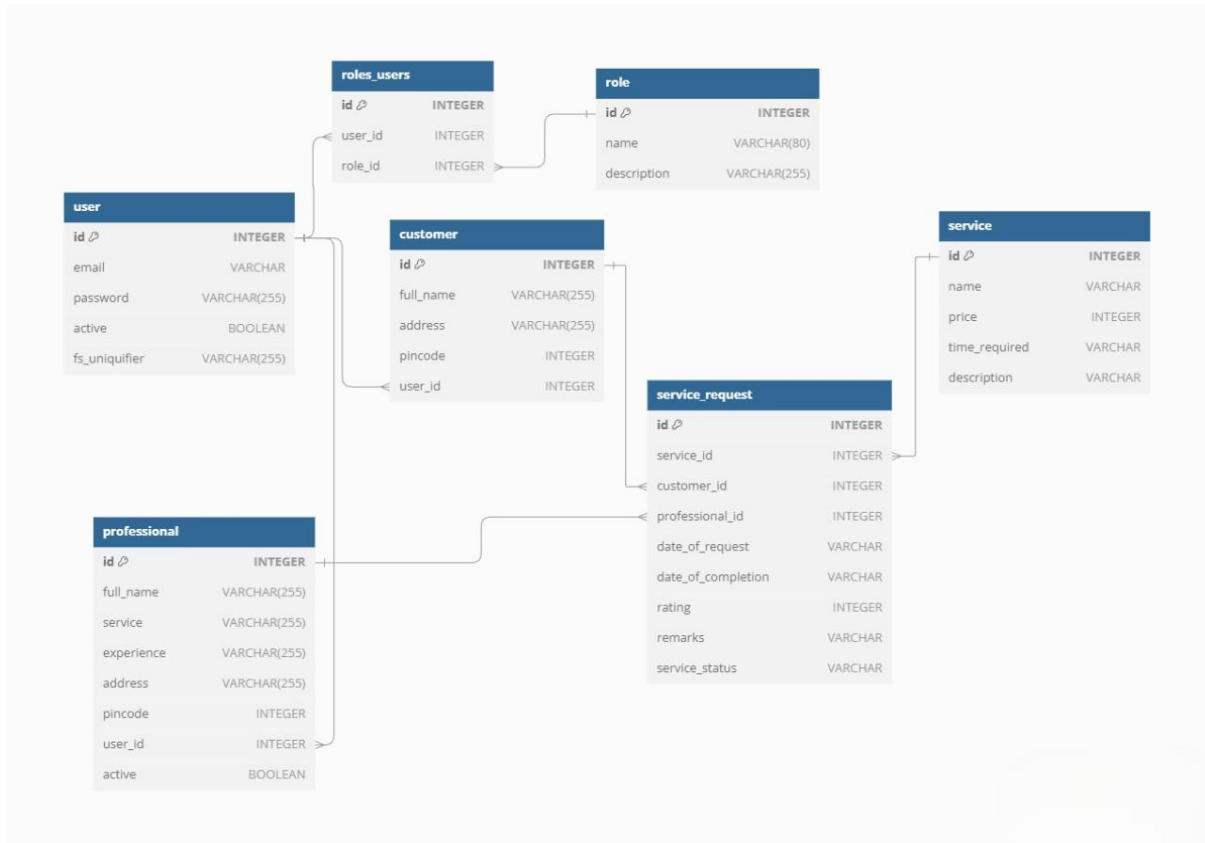 roles_users
id INTEGER
user_id INTEGER
role_id INTEGER
role
id INTEGER
name VARCHAR(80)
description VARCHAR(255)
user
id INTEGER
email VARCHAR
password VARCHAR(255)
active BOOLEAN
fs_uniquifier VARCHAR(255)
customer
id INTEGER
full_name VARCHAR(255)
address VARCHAR(255)
pincode INTEGER
user_id INTEGER
service
id INTEGER
name VARCHAR
price INTEGER
time_required VARCHAR
description VARCHAR
service_request
id INTEGER
service_id INTEGER
customer_id INTEGER
professional_id INTEGER
date_of_request VARCHAR
date_of_completion VARCHAR
rating INTEGER
remarks VARCHAR
service_status VARCHAR
professional
id INTEGER
full_name VARCHAR(255)
service VARCHAR(255)
experience VARCHAR(255)
address VARCHAR(255)
pincode INTEGER
user_id INTEGER
active BOOLEAN